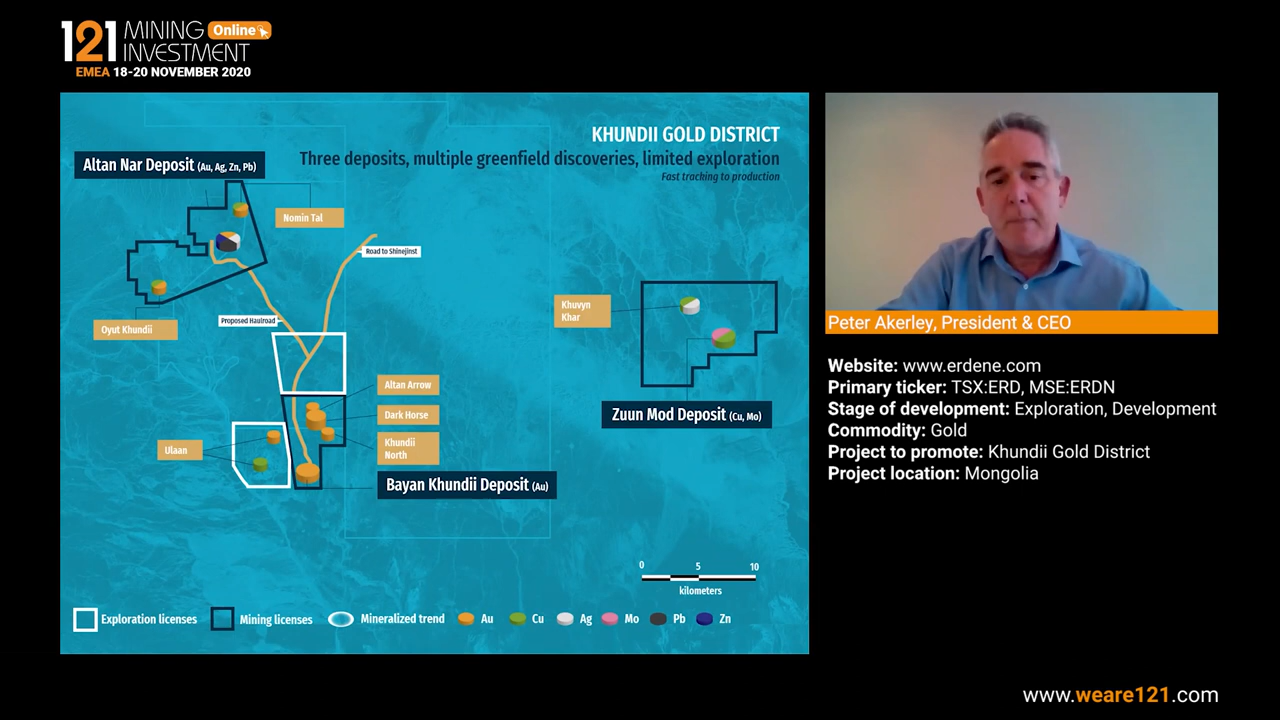 121 MINING Online
INVESTMENT
EMEA 18-20 NOVEMBER 2020
KHUNDII GOLD DISTRICT
Three deposits, multiple greenfield discoveries, limited exploration
Fast tracking to production
Altan Nar Deposit (Au, Ag, Zn, Pb)
Nomin Tal
Road to Shinejinst
Oyut Khundii
Proposed Haulroad
Khuvyn
Khar
Altan Arrow
Dark Horse
Khundii
North
Ulaan
Zuun Mod Deposit (Cu, Mo)
Bayan Khundii Deposit (Au)
0 5 10
kilometers
Exploration licenses Mining licenses Mineralized trend Au Cu Ag Mo Pb Zn
Peter Akerley, President & CEO
Website: www.erdene.com
Primary ticker: TSX:ERD, MSE:ERDN
Stage of development: Exploration, Development
Commodity: Gold
Project to promote: Khundii Gold District
Project location: Mongolia
www.weare121.com